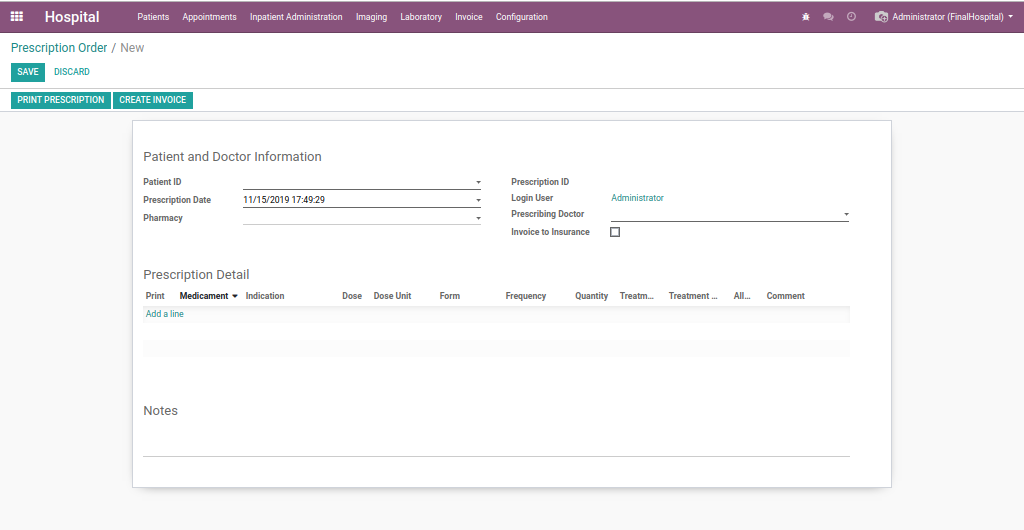 Hospital Patients Appointments Inpatient Administration Imaging Laboratory Invoice Configuration Administrator (FinalHospital)
Prescription Order / New
SAVE DISCARD
PRINT PRESCRIPTION CREATE INVOICE
Patient and Doctor Information
Patient ID Prescription ID
Prescription Date 11/15/2019 17:49:29 Login User Administrator
Pharmacy Prescribing Doctor
Invoice to Insurance
Prescription Detail
Print Medicament Indication Dose Dose Unit Form Frequency Quantity Treatm... Treatment ... All... Comment
Add a line
Notes